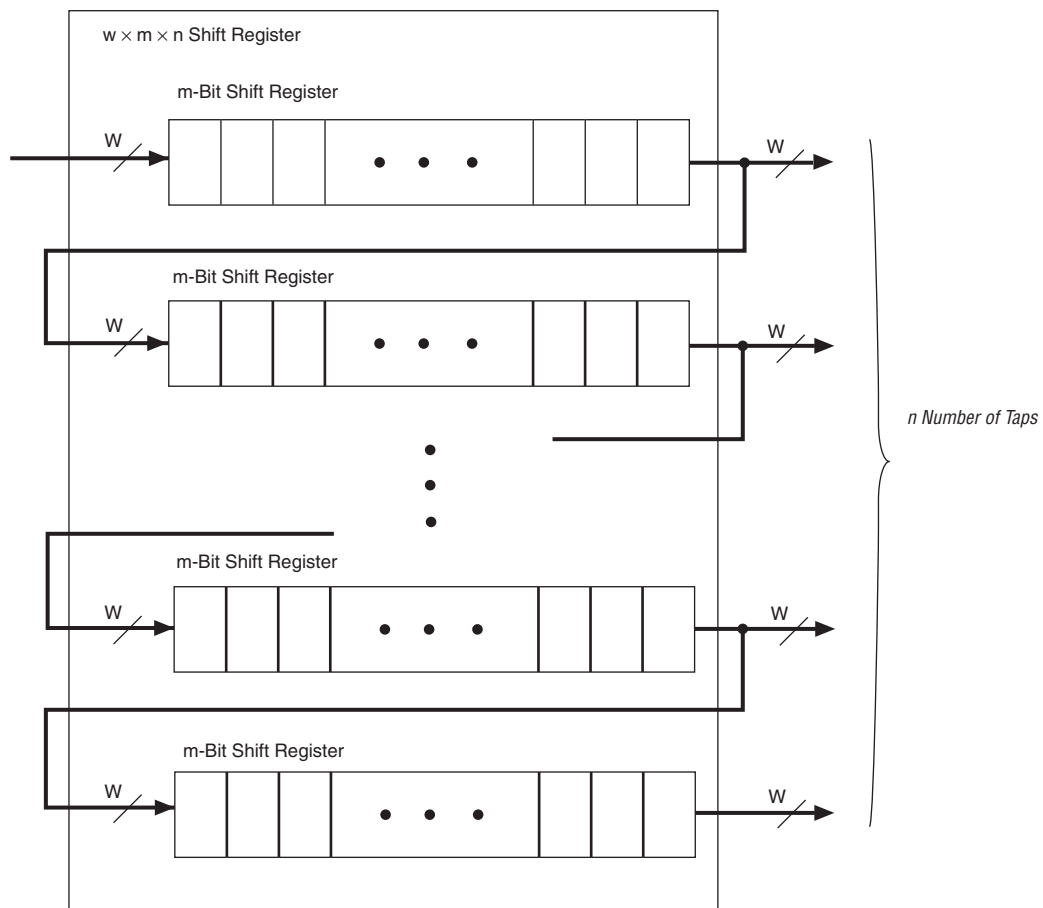 w × m × n Shift Register
m-Bit Shift Register
W
W
m-Bit Shift Register
W
W
n Number of Taps
m-Bit Shift Register
W
W
m-Bit Shift Register
W
W